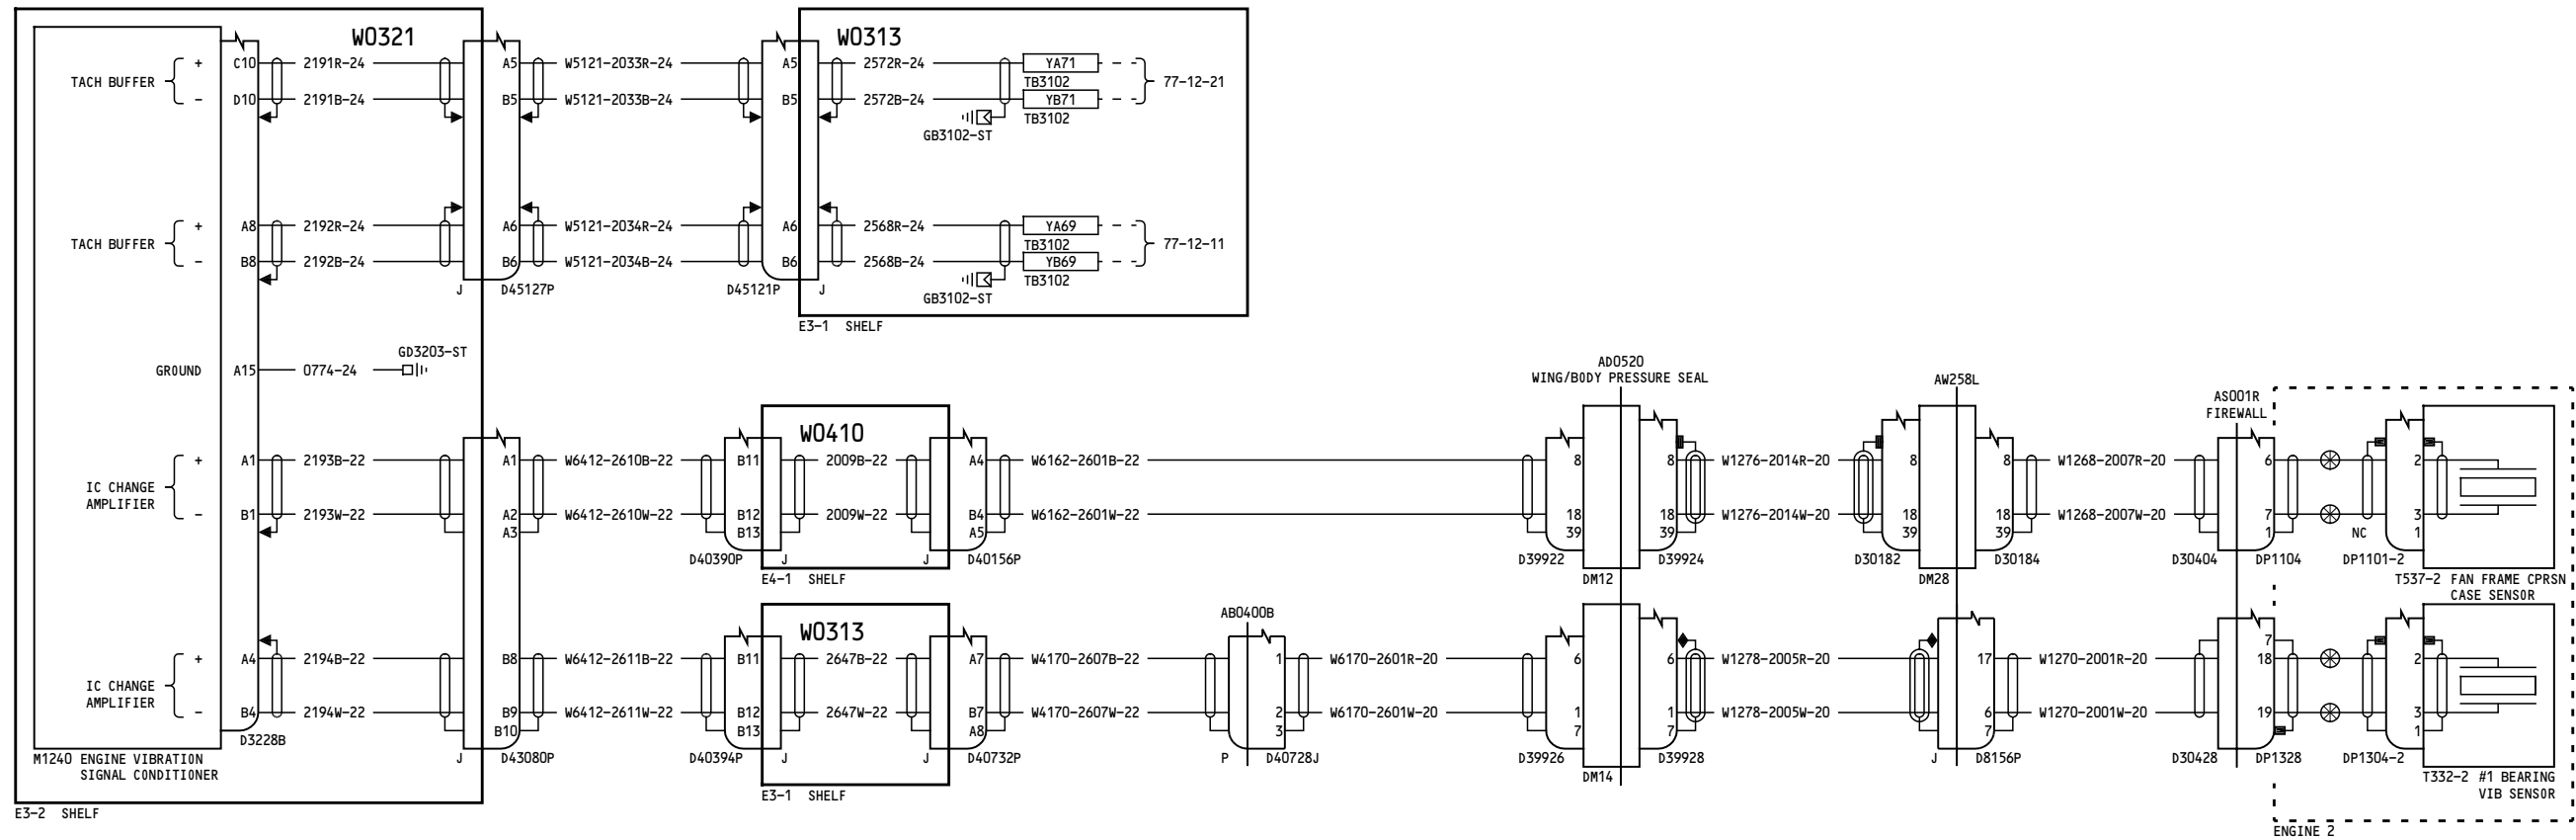 W0321
W0313
TACH BUFFER
+
C10
2191R-24
A5
W5121-2033R-24
A5
2572R-24
YA71
TB3102
77-12-21
-
D10
2191B-24
B5
W5121-2033B-24
B5
2572B-24
YB71
TB3102
GB3102-ST
TACH BUFFER
+
A8
2192R-24
A6
W5121-2034R-24
A6
2568R-24
YA69
TB3102
77-12-11
-
B8
2192B-24
B6
W5121-2034B-24
B6
2568B-24
YB69
TB3102
GB3102-ST
J
D45127P
D45121P
J
E3-1 SHELF
GROUND
A15
0774-24
GD3203-ST
AD0520
WING/BODY PRESSURE SEAL
AW258L
AS001R
FIREWALL
W0410
IC CHANGE
AMPLIFIER
+
A1
2193B-22
A1
W6412-2610B-22
B11
2009B-22
A4
W6162-2601B-22
8
8
W1276-2014R-20
8
8
W1268-2007R-20
6
2
-
B1
2193W-22
A2
W6412-2610W-22
B12
2009W-22
B4
W6162-2601W-22
18
18
W1276-2014W-20
18
18
W1268-2007W-20
7
3
A3
B13
A5
39
39
39
39
1
NC
1
D40390P
J
J
D40156P
D39922
D39924
D30182
D30184
D30404
DP1104
DP1101-2
E4-1 SHELF
DM12
DM28
T537-2 FAN FRAME CPRSN
CASE SENSOR
W0313
AB0400B
7
IC CHANGE
AMPLIFIER
+
A4
2194B-22
B8
W6412-2611B-22
B11
2647B-22
A7
W4170-2607B-22
1
W6170-2601R-20
6
6
W1278-2005R-20
17
W1270-2001R-20
18
2
-
B4
2194W-22
B9
W6412-2611W-22
B12
2647W-22
B7
W4170-2607W-22
2
W6170-2601W-20
1
1
W1278-2005W-20
6
W1270-2001W-20
19
3
B10
B13
A8
3
7
7
7
1
D3228B
J
D43080P
D40394P
J
J
D40732P
P
D40728J
D39926
D39928
J
D8156P
D30428
DP1328
DP1304-2
M1240 ENGINE VIBRATION
SIGNAL CONDITIONER
E3-1 SHELF
DM14
T332-2 #1 BEARING
VIB SENSOR
E3-2 SHELF
ENGINE 2